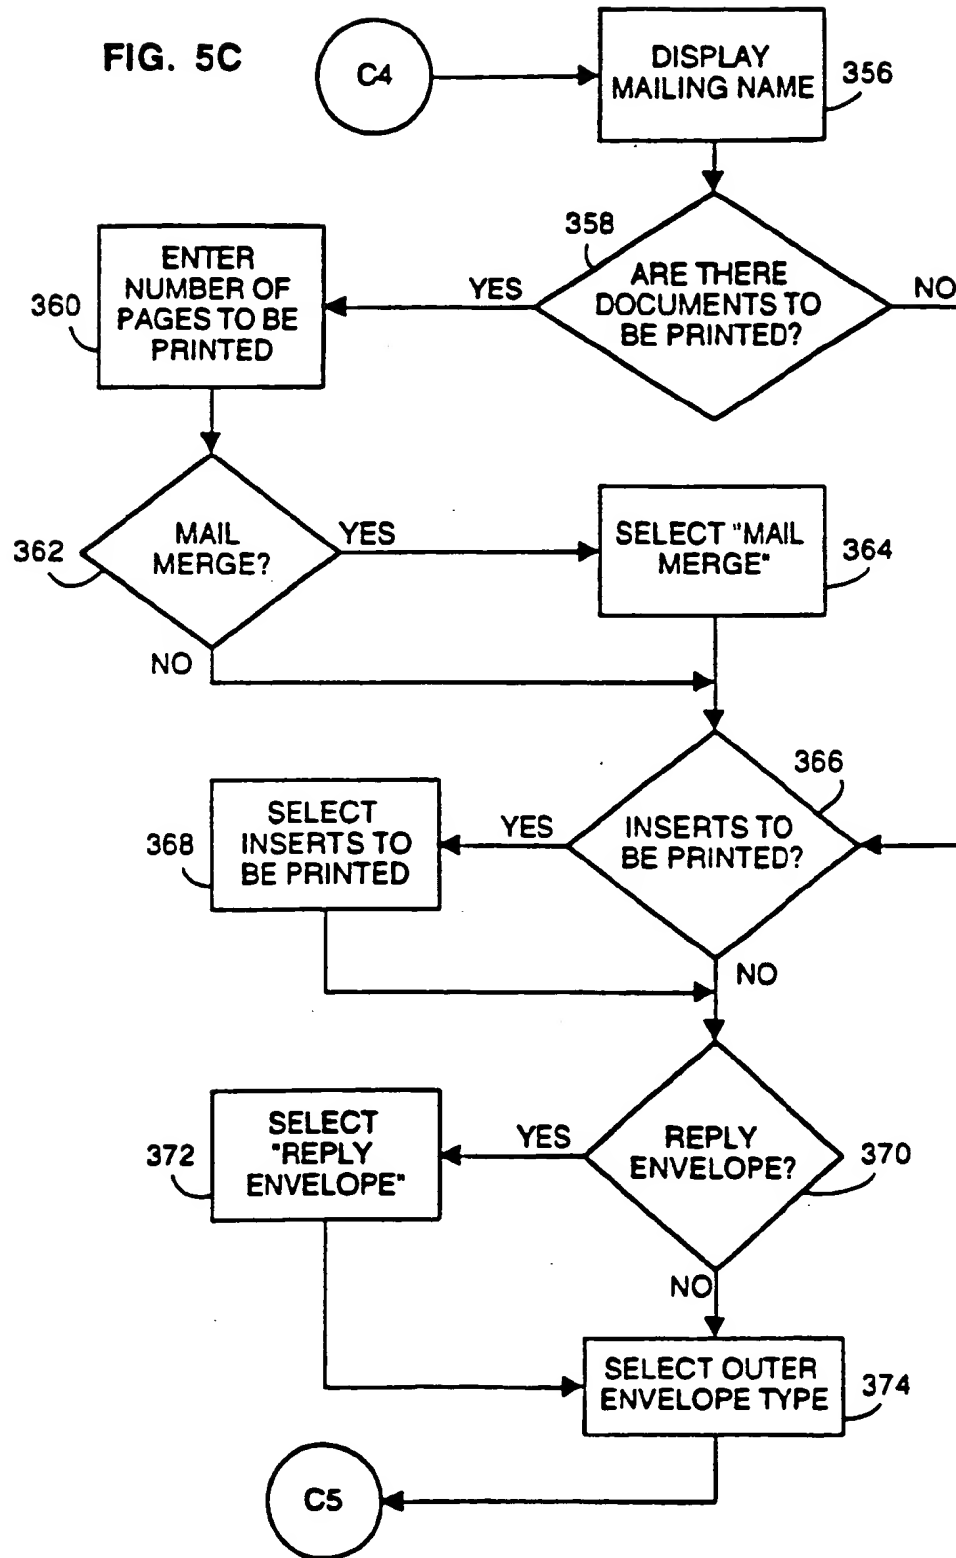 FIG. 5C
C4
DISPLAY
MAILING NAME
356
358
ARE THERE
DOCUMENTS TO
BE PRINTED?
YES
NO
ENTER
NUMBER OF
PAGES TO BE
PRINTED
360
MAIL
MERGE?
362
YES
NO
SELECT "MAIL
MERGE"
364
366
INSERTS TO
BE PRINTED?
YES
NO
SELECT
INSERTS TO
BE PRINTED
368
REPLY
ENVELOPE?
370
YES
NO
SELECT
"REPLY
ENVELOPE"
372
SELECT OUTER
ENVELOPE TYPE
374
C5